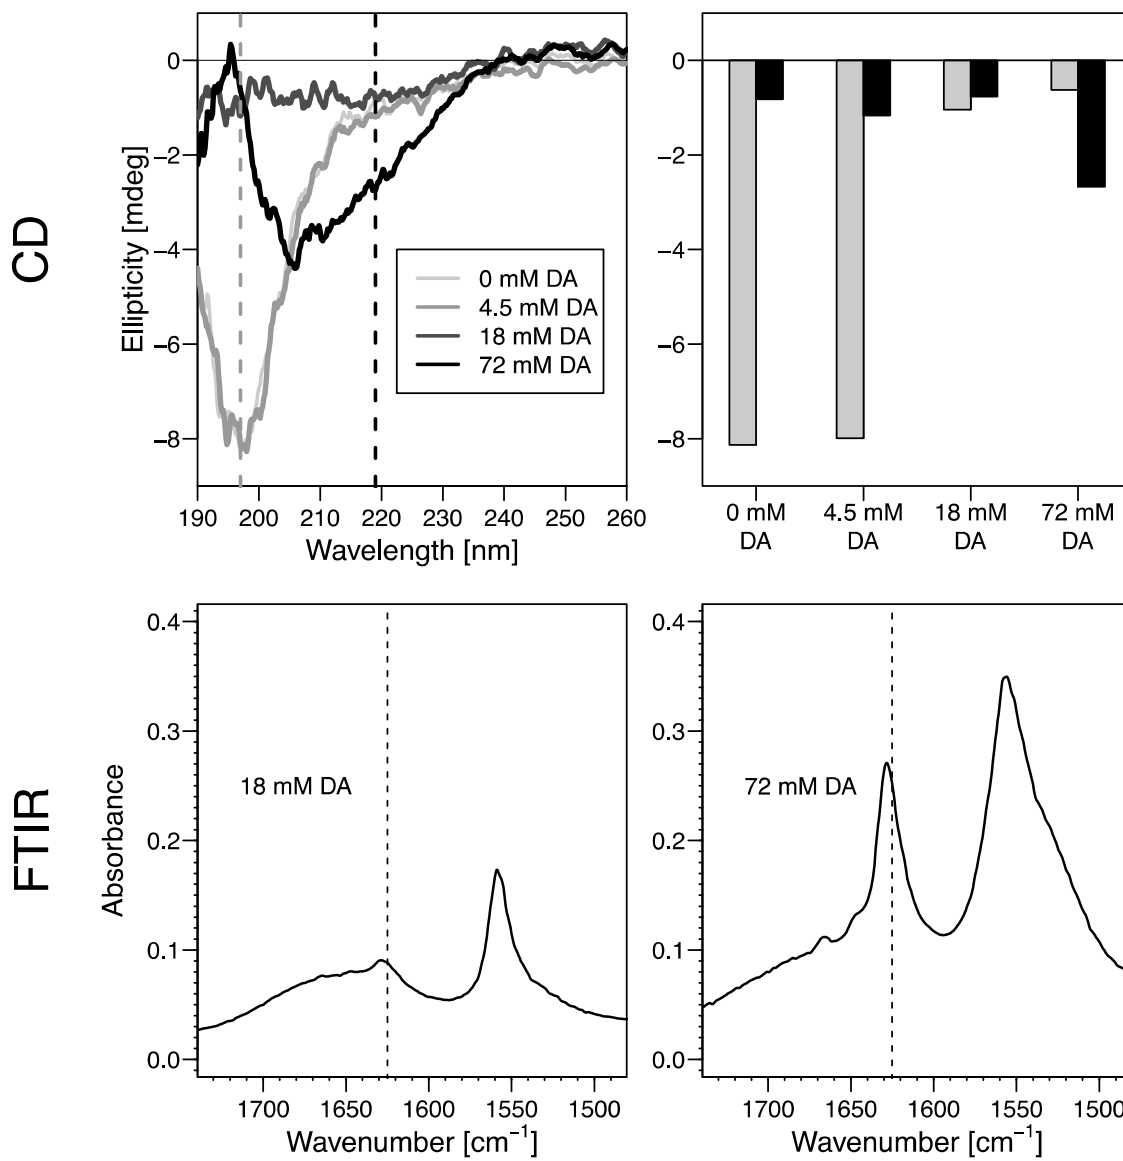 CD
Ellipticity [mdeg]
0
−2
−4
−6
−8
0 mM DA
4.5 mM DA
18 mM DA
72 mM DA
190 200 210 220 230 240 250 260
Wavelength [nm]
0
−2
−4
−6
−8
0 mM DA
4.5 mM DA
18 mM DA
72 mM DA
FTIR
Absorbance
0.4
0.3
0.2
0.1
0.0
18 mM DA
1700 1650 1600 1550 1500
Wavenumber [cm⁻¹]
0.4
0.3
0.2
0.1
0.0
72 mM DA
1700 1650 1600 1550 1500
Wavenumber [cm⁻¹]